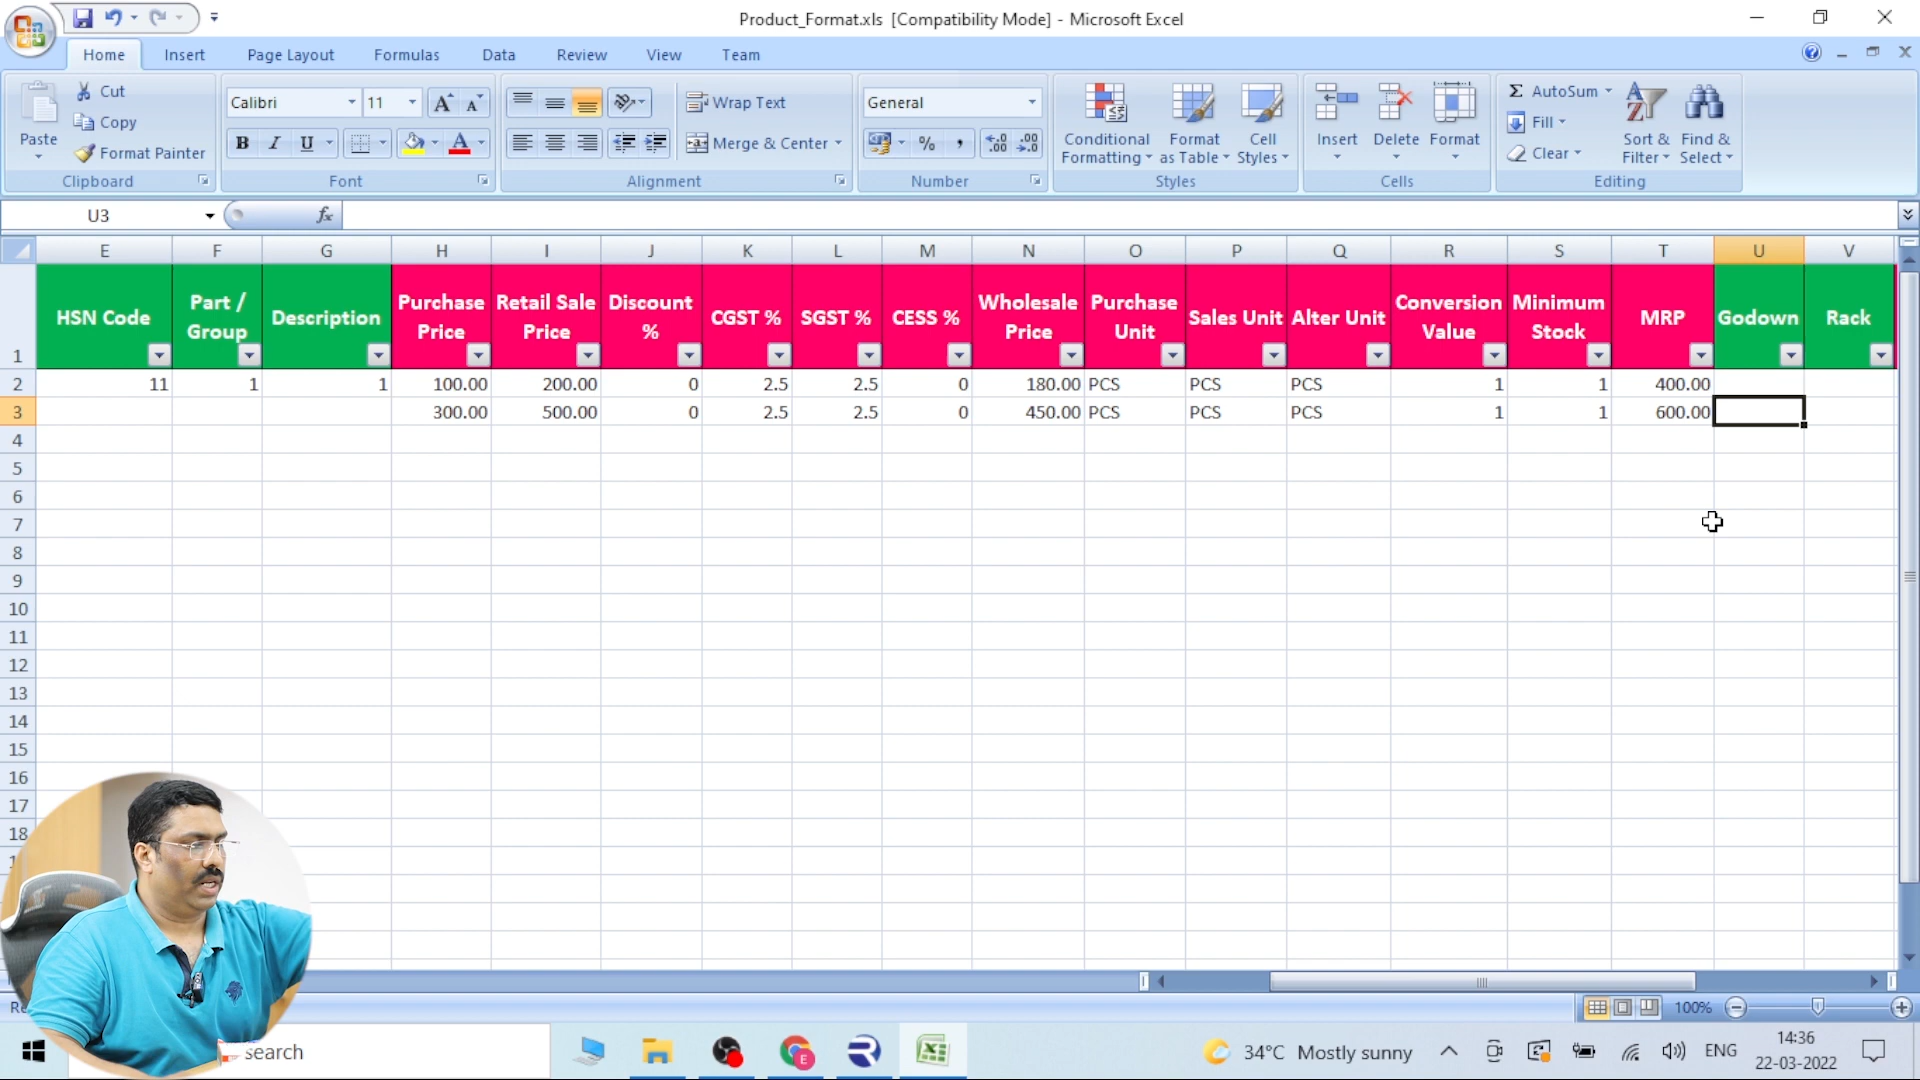 Product_Format.xls [Compatibility Mode] - Microsoft Excel
Home Insert Page Layout Formulas Data Review View Team
Paste
Cut
Copy
Format Painter
Clipboard
Calibri 11
B I U A
Font
Wrap Text
Merge & Center
Alignment
General
% ,
Number
Conditional Formatting
Format as Table
Cell Styles
Styles
Insert Delete Format
Cells
Σ AutoSum
Fill
Clear
Sort & Filter
Find & Select
Editing
U3 fx
E F G H I J K L M N O P Q R S T U V
1 HSN Code Part / Group Description Purchase Price Retail Sale Price Discount % CGST % SGST % CESS % Wholesale Price Purchase Unit Sales Unit Alter Unit Conversion Value Minimum Stock MRP Godown Rack
2 11 1 1 100.00 200.00 0 2.5 2.5 0 180.00 PCS PCS PCS 1 1 400.00
3 300.00 500.00 0 2.5 2.5 0 450.00 PCS PCS PCS 1 1 600.00
4
5
6
7
8
9
10
11
12
13
14
15
16
17
18
100%
search
34°C Mostly sunny
ENG
14:36
22-03-2022